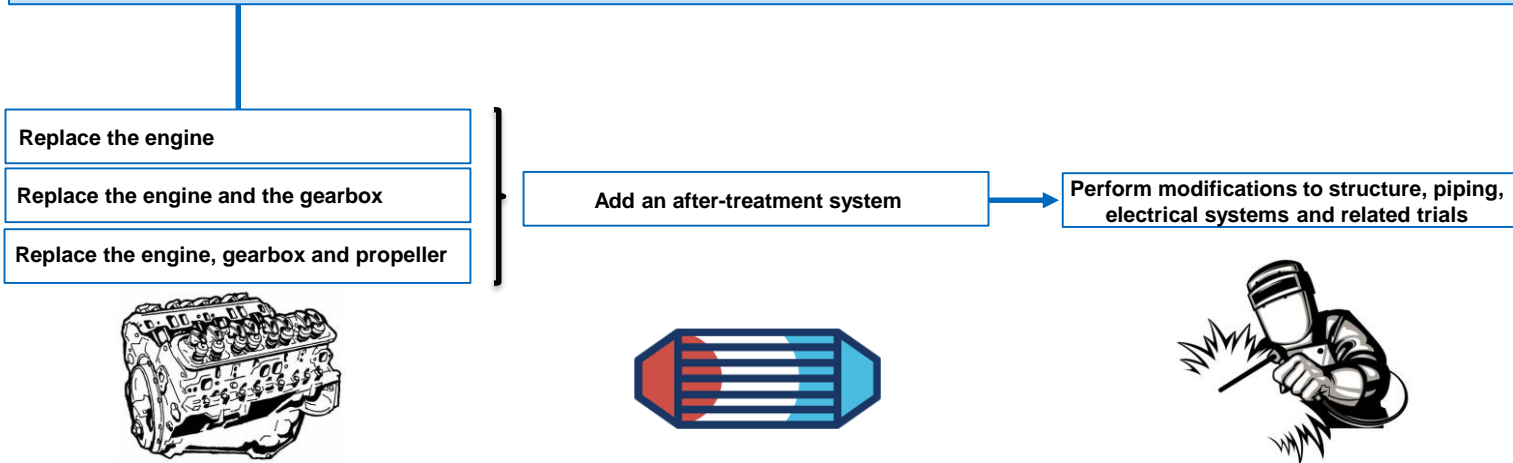 Replace the engine
Replace the engine and the gearbox
Replace the engine, gearbox and propeller
Add an after-treatment system
Perform modifications to structure, piping,
electrical systems and related trials